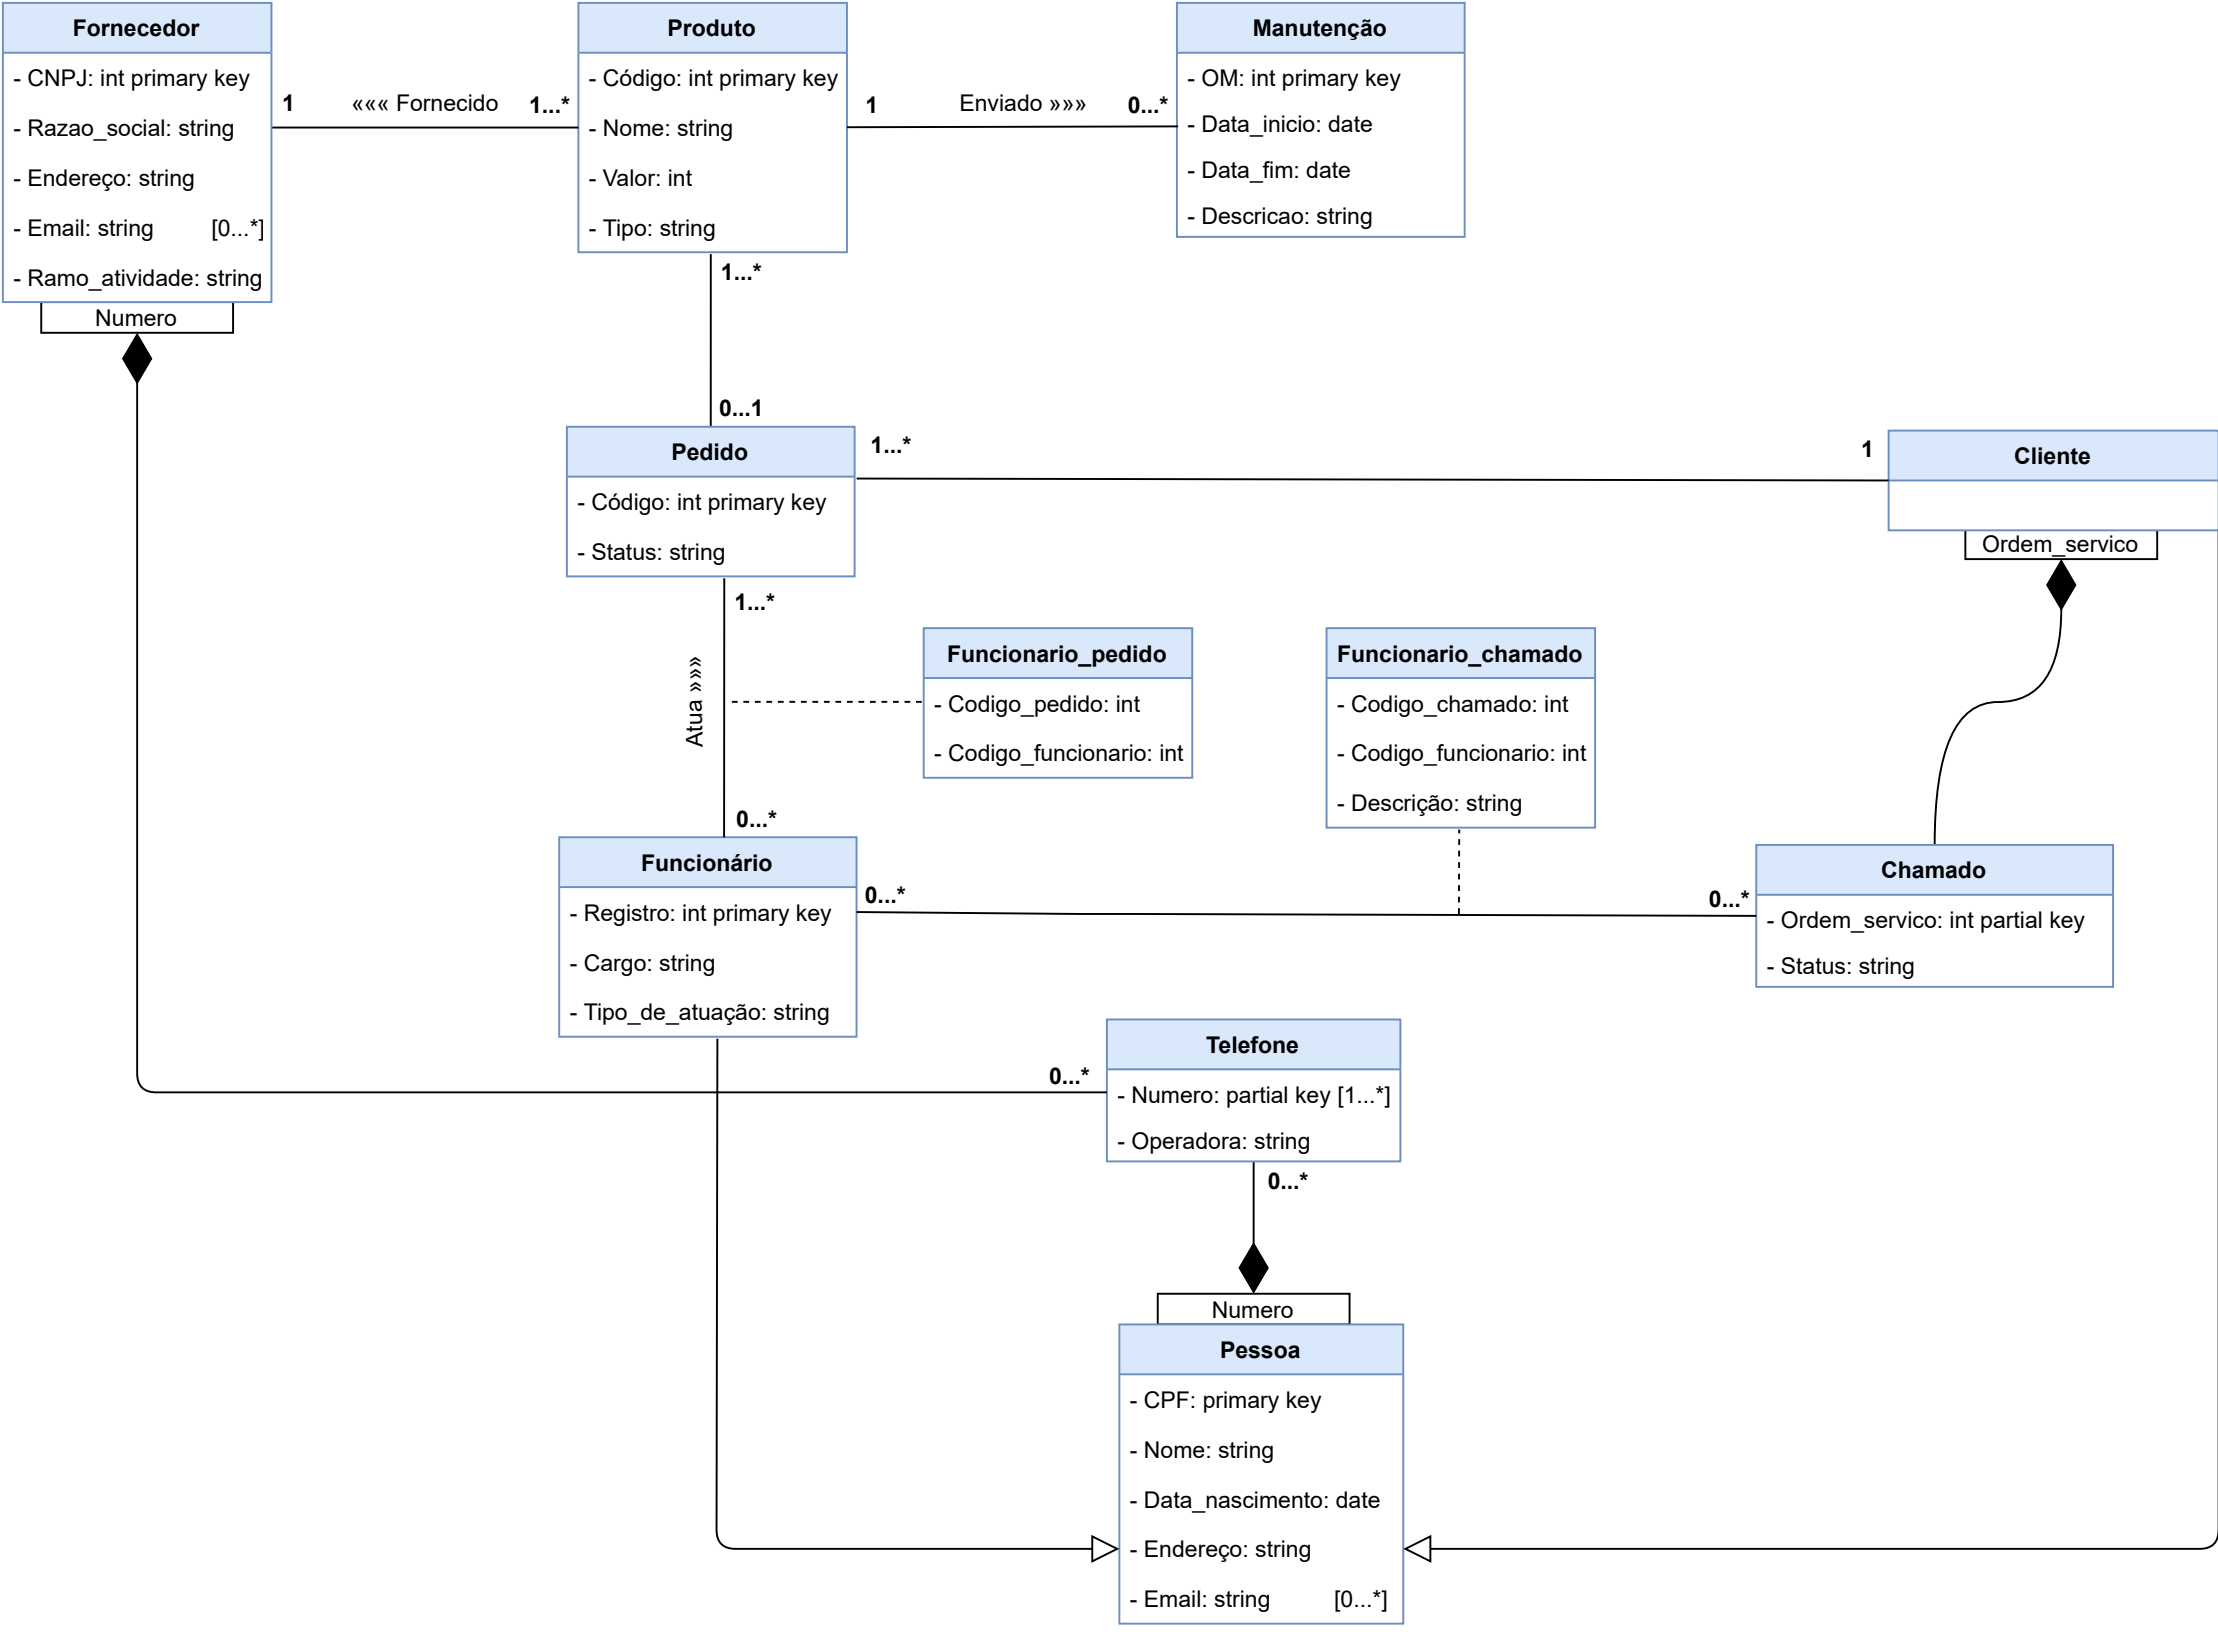 Fornecedor
- CNPJ: int primary key
- Razao_social: string
- Endereço: string
- Email: string [0...*]
- Ramo_atividade: string
Numero
1
««« Fornecido
1...*
Produto
- Código: int primary key
- Nome: string
- Valor: int
- Tipo: string
1
Enviado »»»
0...*
Manutenção
- OM: int primary key
- Data_inicio: date
- Data_fim: date
- Descricao: string
1...*
0...1
Pedido
- Código: int primary key
- Status: string
1...*
1
Cliente
Ordem_servico
1...*
Atua »»»
0...*
Funcionario_pedido
- Codigo_pedido: int
- Codigo_funcionario: int
Funcionario_chamado
- Codigo_chamado: int
- Codigo_funcionario: int
- Descrição: string
Funcionário
- Registro: int primary key
- Cargo: string
- Tipo_de_atuação: string
0...*
0...*
Chamado
- Ordem_servico: int partial key
- Status: string
0...*
Telefone
- Numero: partial key [1...*]
- Operadora: string
0...*
Numero
Pessoa
- CPF: primary key
- Nome: string
- Data_nascimento: date
- Endereço: string
- Email: string [0...*]